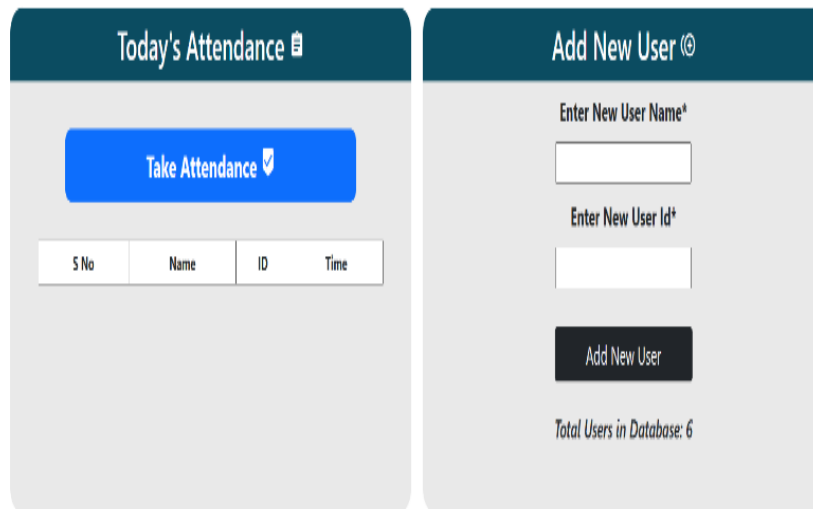 Today's Attendance
Take Attendance
S No Name ID Time
Add New User
Enter New User Name*
Enter New User Id*
Add New User
Total Users in Database: 6